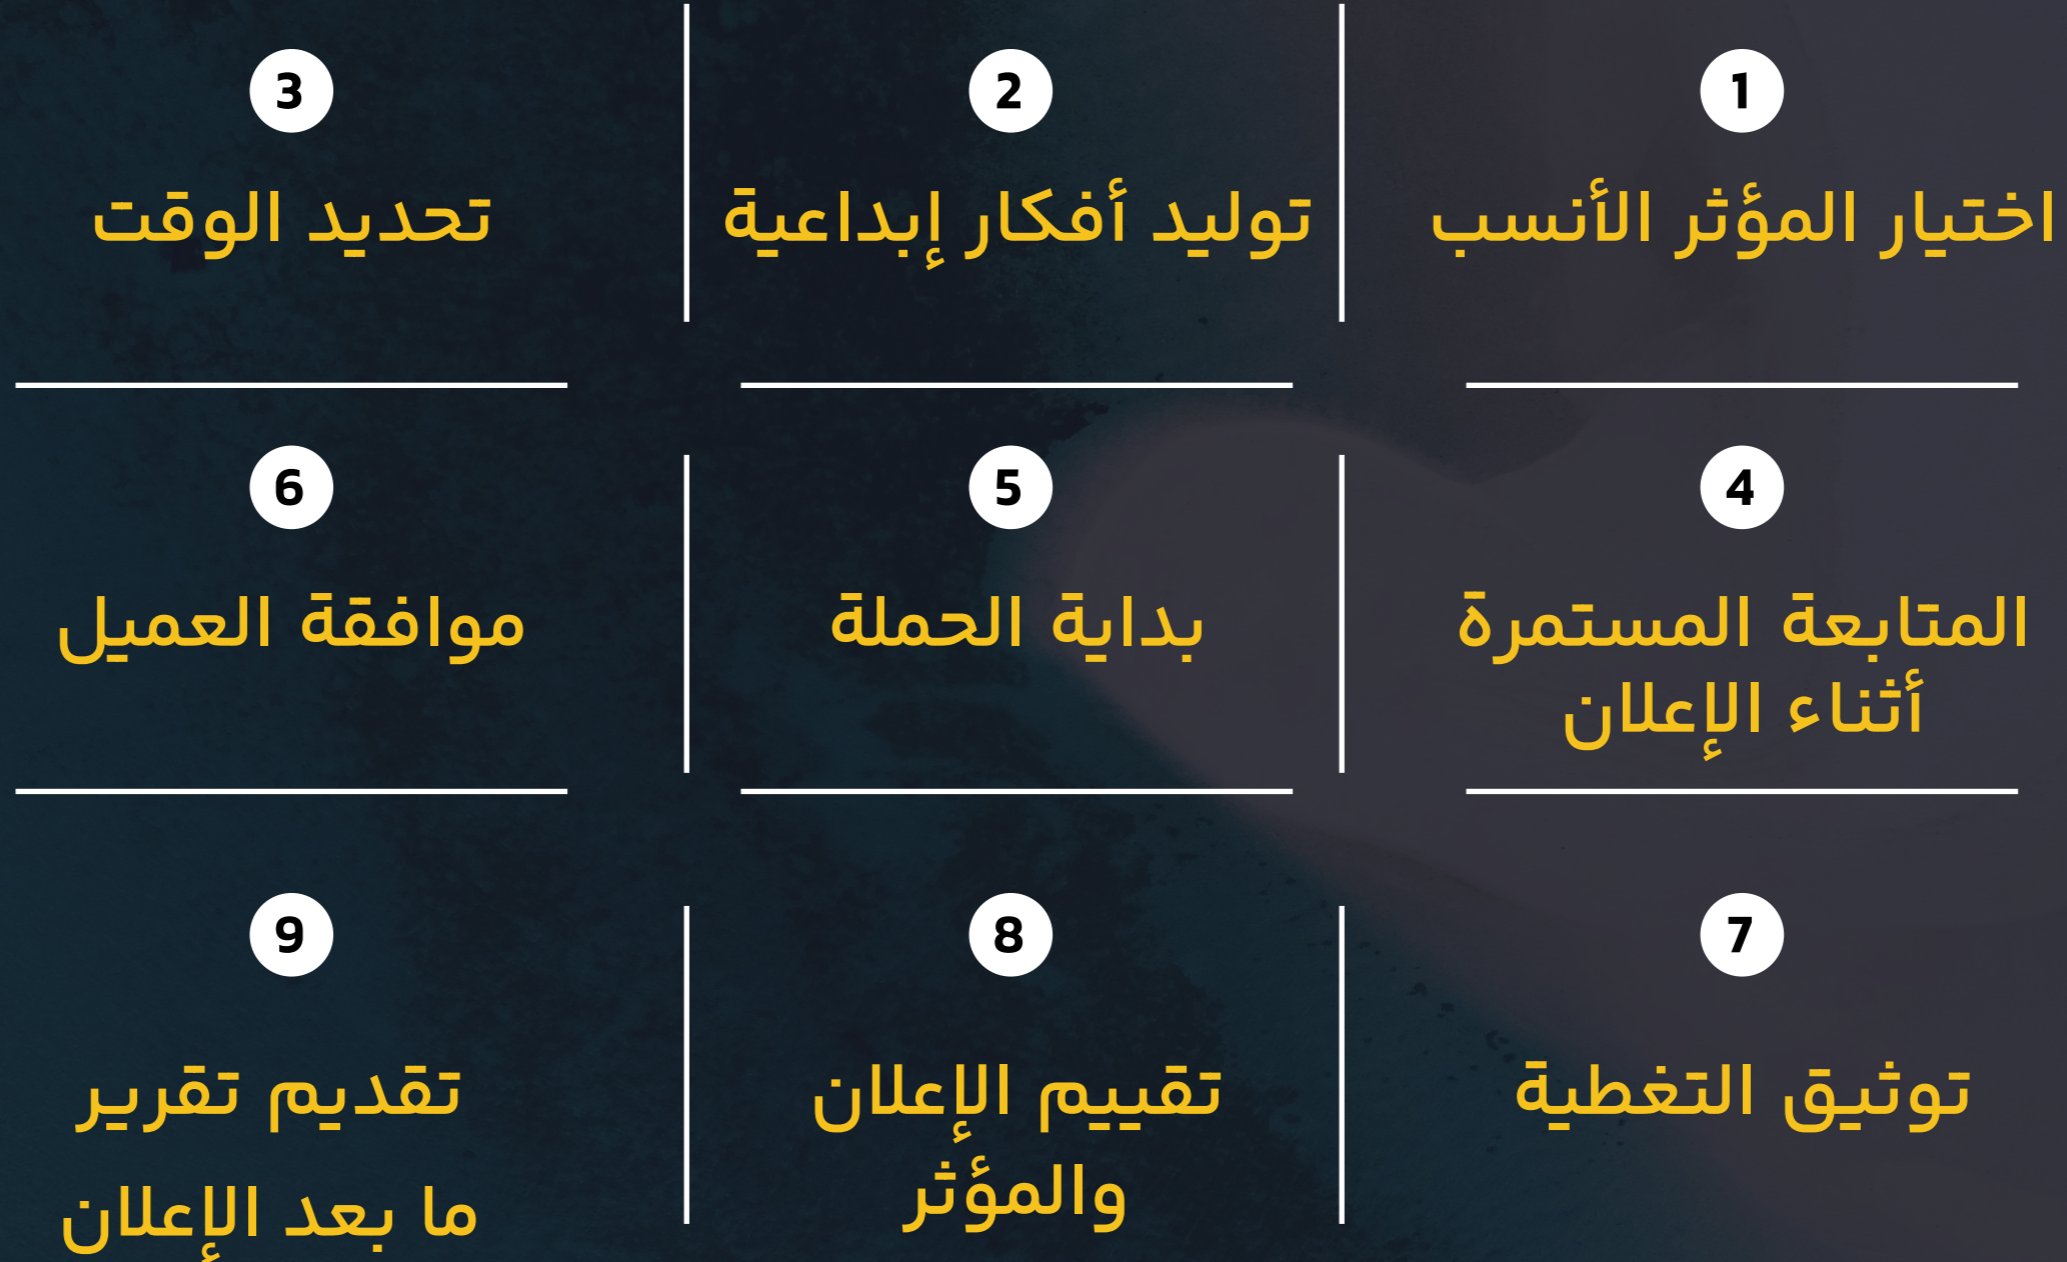 1
اختيار المؤثر الأنسب
2
توليد أفكار إبداعية
3
تحديد الوقت
4
المتابعة المستمرة
أثناء الإعلان
5
بداية الحملة
6
موافقة العميل
7
توثيق التغطية
8
تقييم الإعلان
والمؤثر
9
تقديم تقرير
ما بعد الإعلان